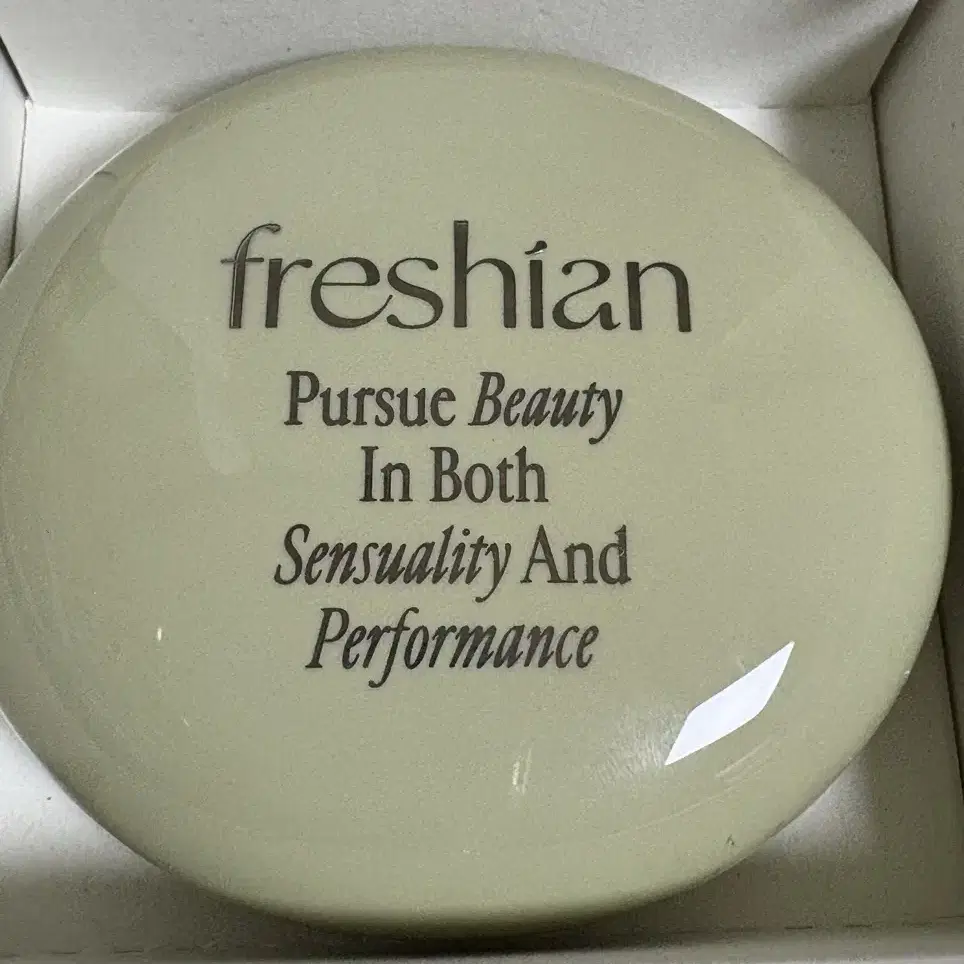 freshian
Pursue Beauty
In Both
Sensuality And
Performance